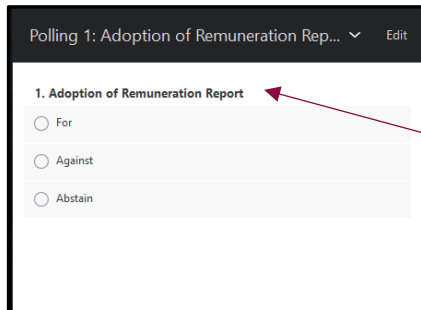 Polling 1: Adoption of Remuneration Rep... Edit
1. Adoption of Remuneration Report
For
Against
Abstain